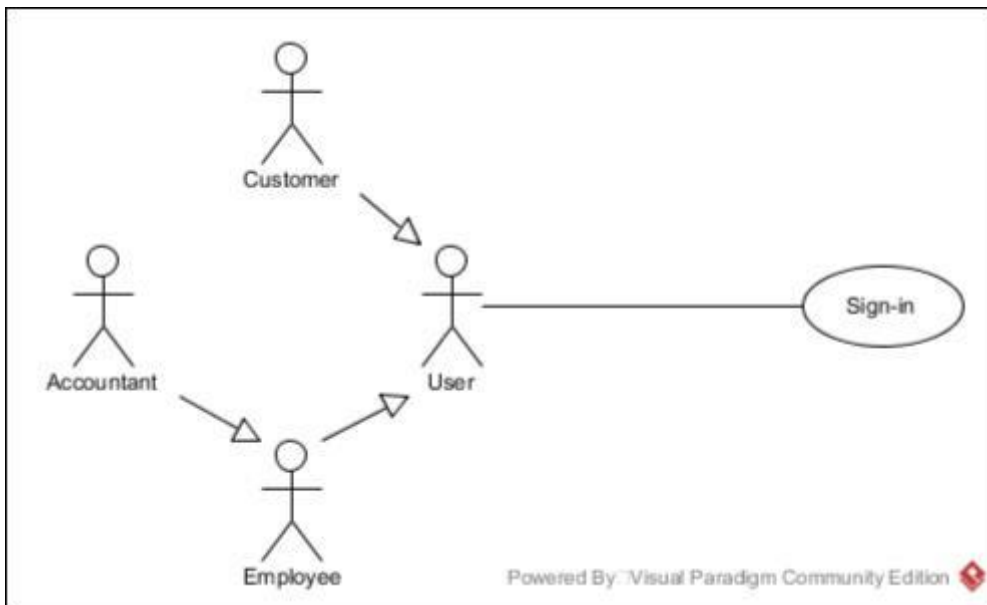 Customer
Accountant
User
Sign-in
Employee
Powered By Visual Paradigm Community Edition